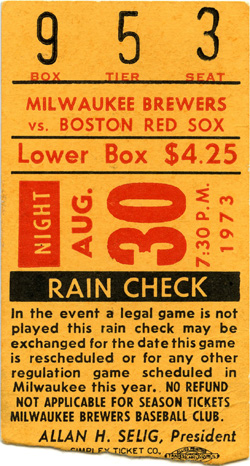 9 5 3
BOX TIER SEAT
MILWAUKEE BREWERS
vs. BOSTON RED SOX
Lower Box $4.25
NIGHT
AUG.
30
7:30 P.M.
1973
RAIN CHECK
In the event a legal game is not
played this rain check may be
exchanged for the date this game
is rescheduled or for any other
regulation game scheduled in
Milwaukee this year. NO REFUND
NOT APPLICABLE FOR SEASON TICKETS
MILWAUKEE BREWERS BASEBALL CLUB.
ALLAN H. SELIG, President
SIMPLEX TICKET CO.